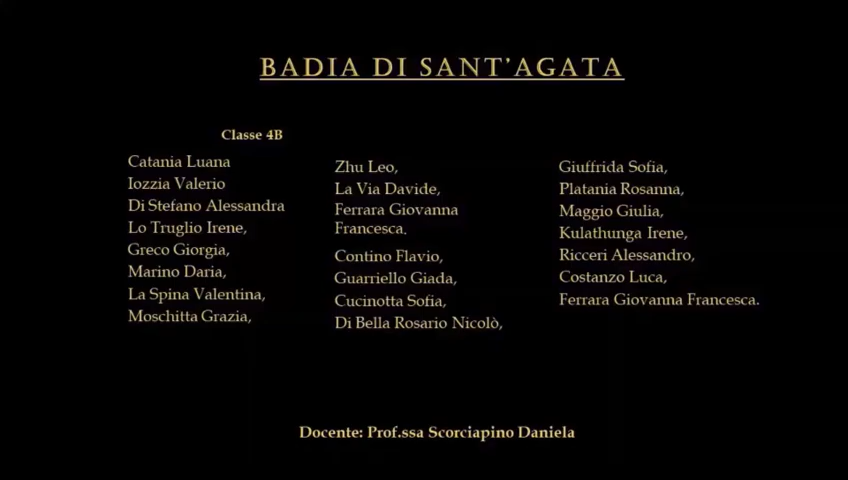 BADIA DI SANT'AGATA
Classe 4B
Catania Luana
Iozzia Valerio
Di Stefano Alessandra
Lo Truglio Irene,
Greco Giorgia,
Marino Daria,
La Spina Valentina,
Moschitta Grazia,
Zhu Leo,
La Via Davide,
Ferrara Giovanna
Francesca.
Contino Flavio,
Guarriello Giada,
Cucinotta Sofia,
Di Bella Rosario Nicolò,
Giuffrida Sofia,
Platania Rosanna,
Maggio Giulia,
Kulathunga Irene,
Ricceri Alessandro,
Costanzo Luca,
Ferrara Giovanna Francesca.
Docente: Prof.ssa Scorciapino Daniela